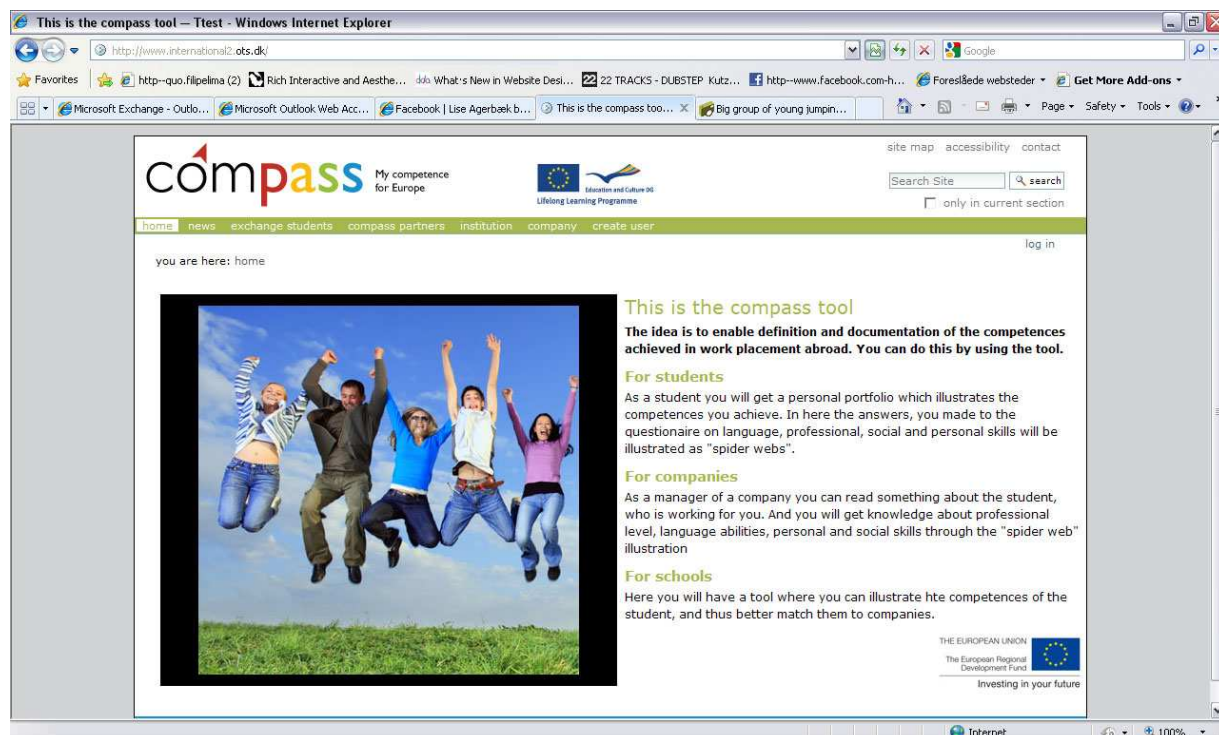 This is the compass tool — Ttest - Windows Internet Explorer
http://www.international2.ots.dk/
Google
Favorites http--quo.filipelima (2) Rich Interactive and Aesthe... What's New in Website Desi... 22 22 TRACKS - DUBSTEP Kutz... http--www.facebook.com-h... Foreslåede websteder Get More Add-ons
Microsoft Exchange - Outlo... Microsoft Outlook Web Acc... Facebook | Lise Agerbæk b... This is the compass too... X Big group of young jumpin... Page Safety Tools
site map accessibility contact
compass My competence
for Europe
Education and Culture DG
Lifelong Learning Programme
Search Site search
only in current section
home news exchange students compass partners institution company create user
log in
you are here: home
This is the compass tool
The idea is to enable definition and documentation of the competences
achieved in work placement abroad. You can do this by using the tool.
For students
As a student you will get a personal portfolio which illustrates the
competences you achieve. In here the answers, you made to the
questionaire on language, professional, social and personal skills will be
illustrated as "spider webs".
For companies
As a manager of a company you can read something about the student,
who is working for you. And you will get knowledge about professional
level, language abilities, personal and social skills through the "spider web"
illustration
For schools
Here you will have a tool where you can illustrate hte competences of the
student, and thus better match them to companies.
THE EUROPEAN UNION
The European Regional
Development Fund
Investing in your future
Internet 100%